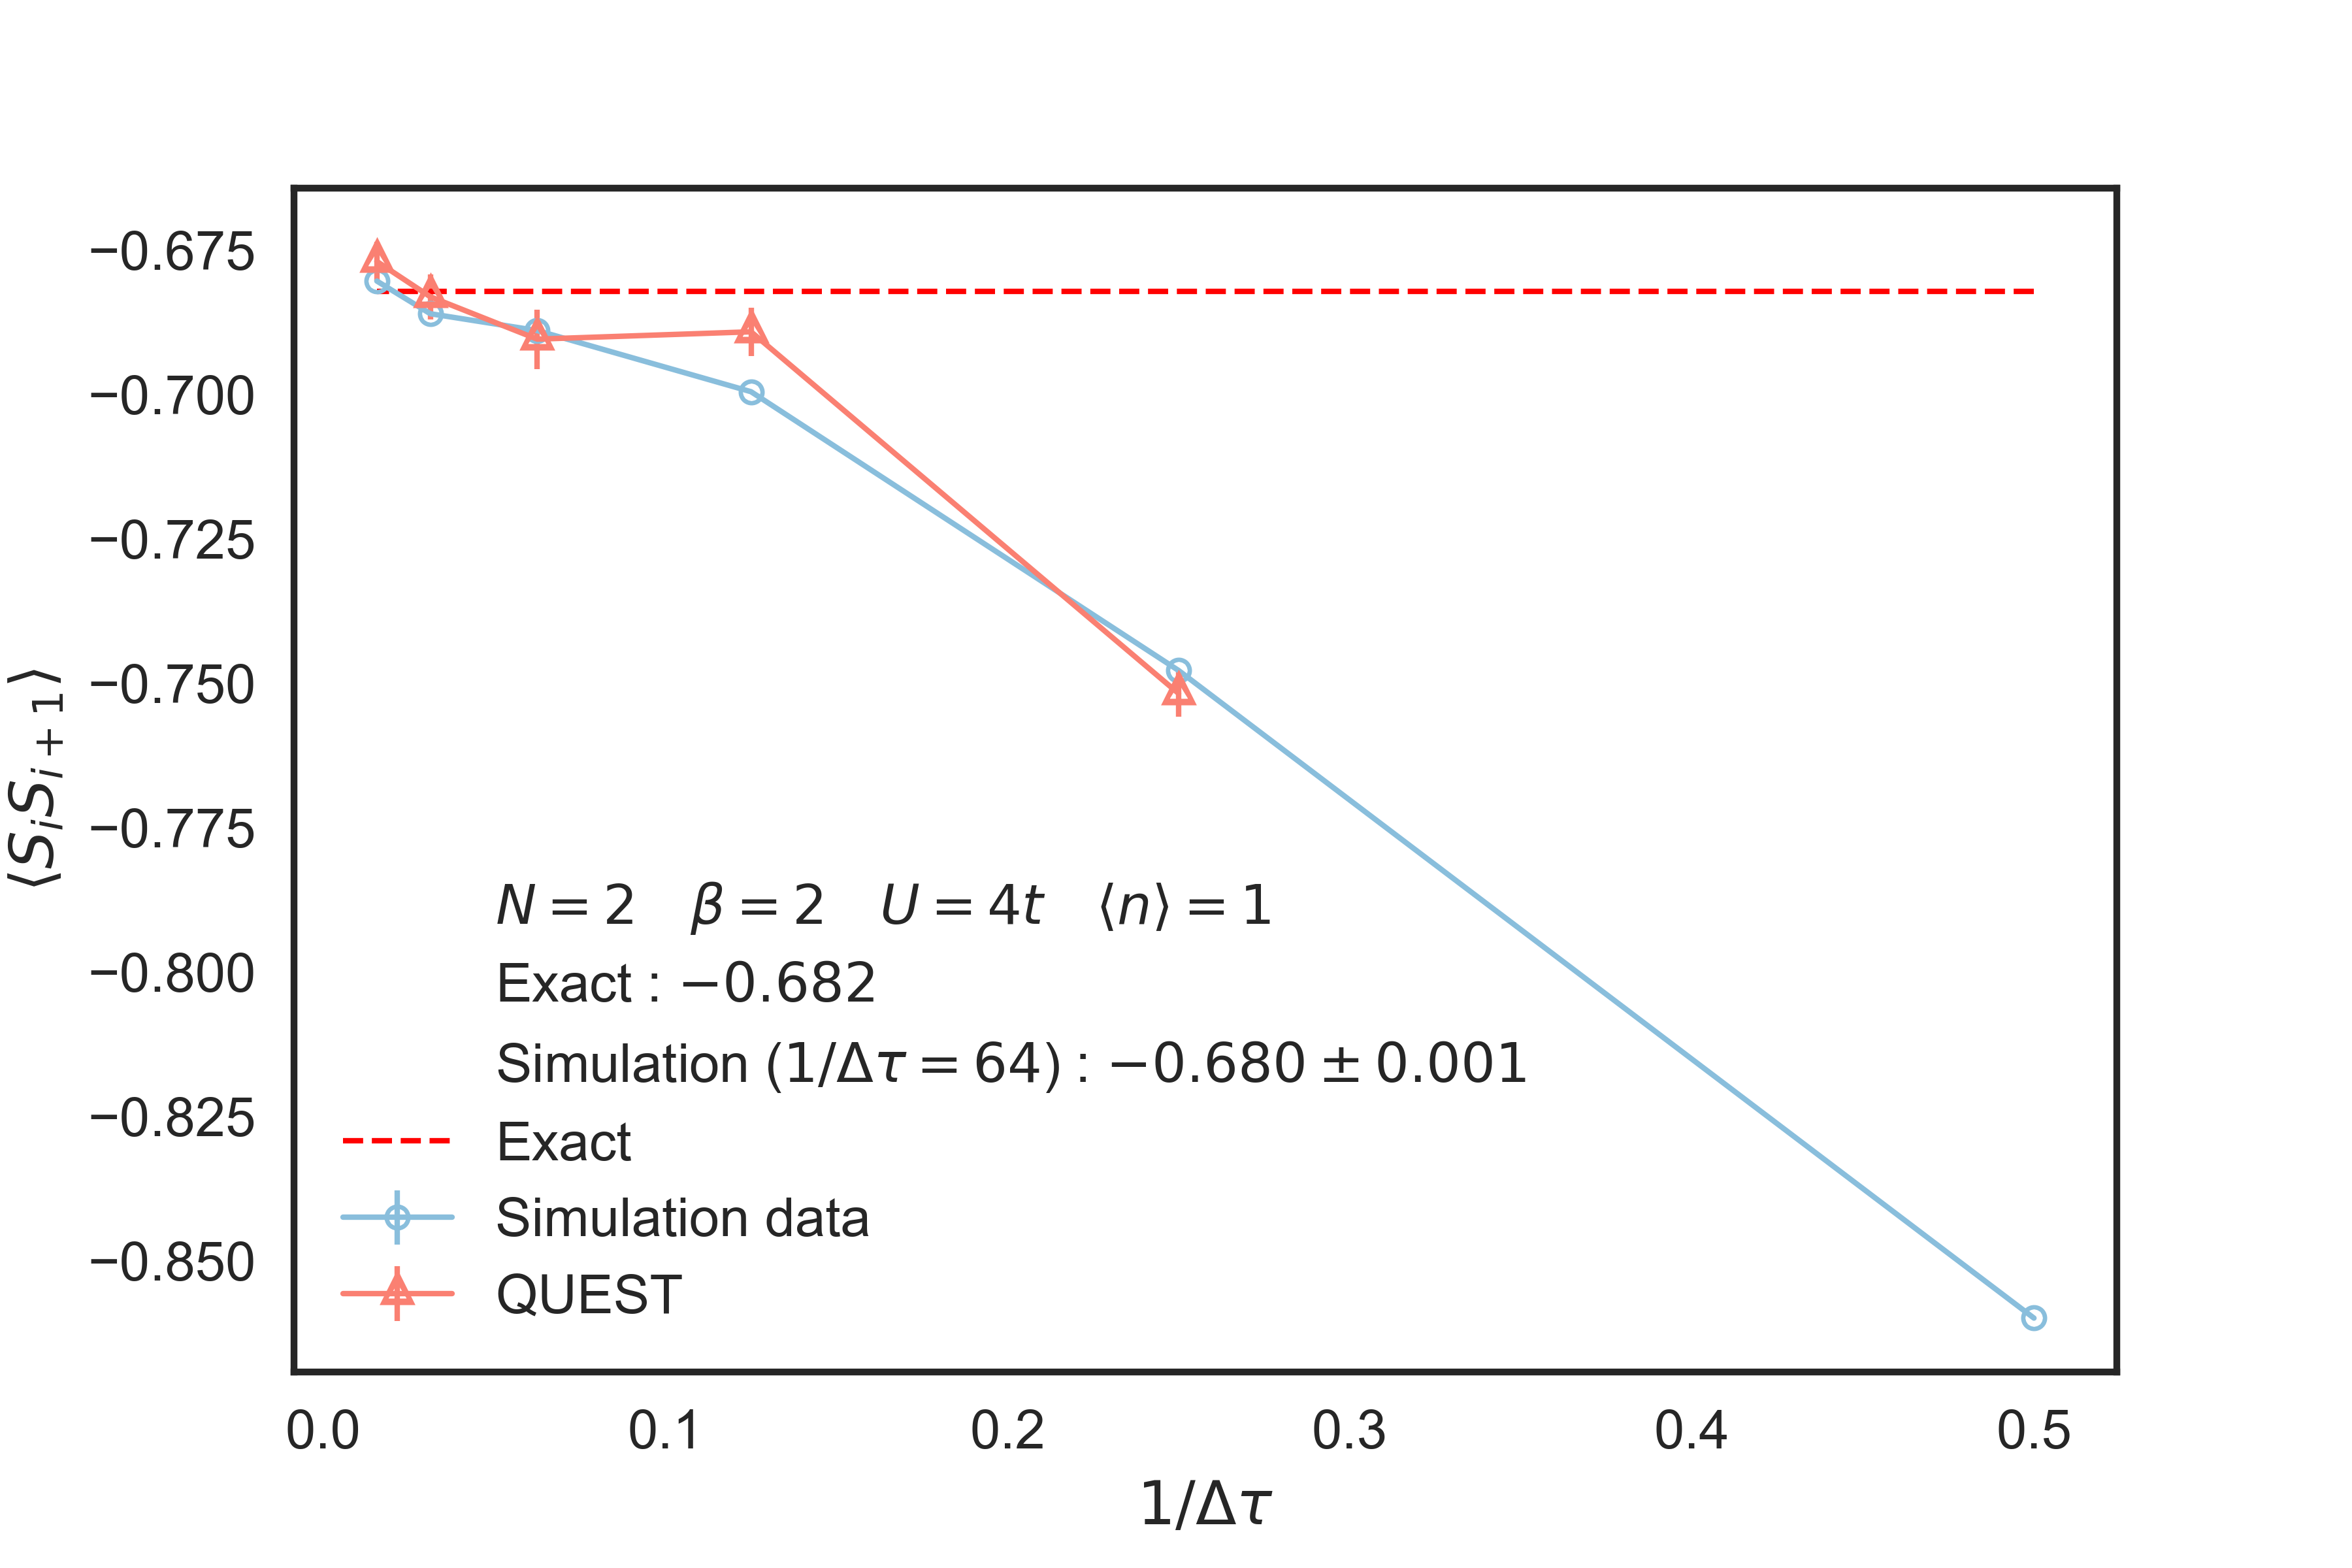 −0.675
−0.700
−0.725
−0.750
−0.775
−0.800
−0.825
−0.850
⟨SᵢSᵢ₊₁⟩
N = 2 β = 2 U = 4t ⟨n⟩ = 1
Exact : −0.682
Simulation (1/Δτ = 64) : −0.680 ± 0.001
Exact
Simulation data
QUEST
0.0 0.1 0.2 0.3 0.4 0.5
1/Δτ